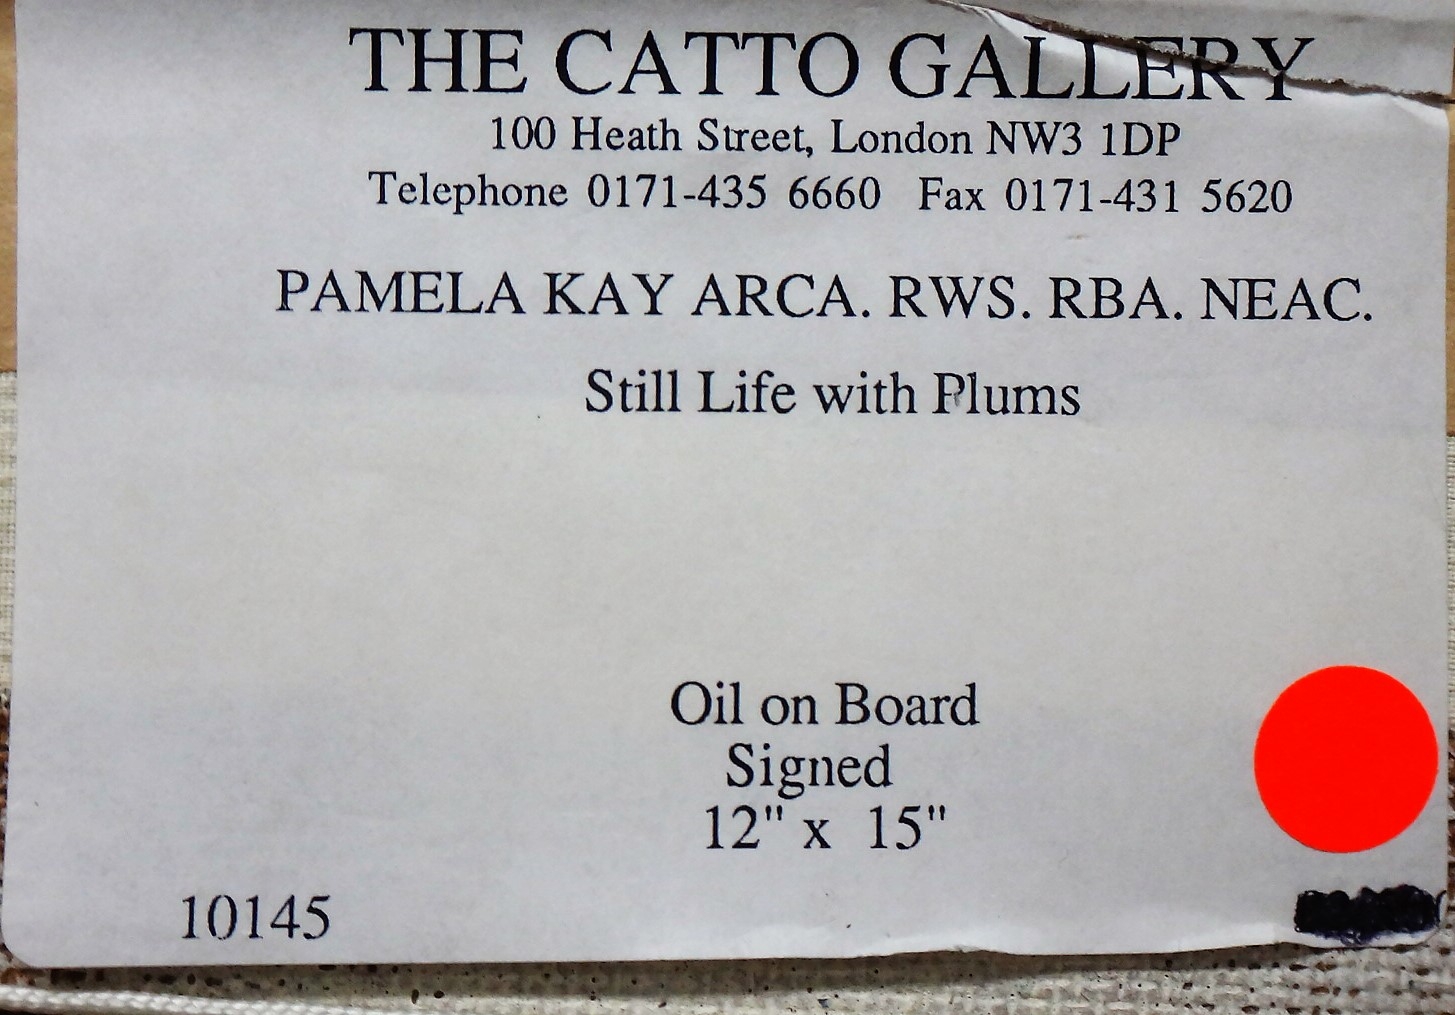 THE CATTO GALLERY
100 Heath Street, London NW3 1DP
Telephone 0171-435 6660 Fax 0171-431 5620
PAMELA KAY ARCA. RWS. RBA. NEAC.
Still Life with Plums
Oil on Board
Signed
12" x 15"
10145